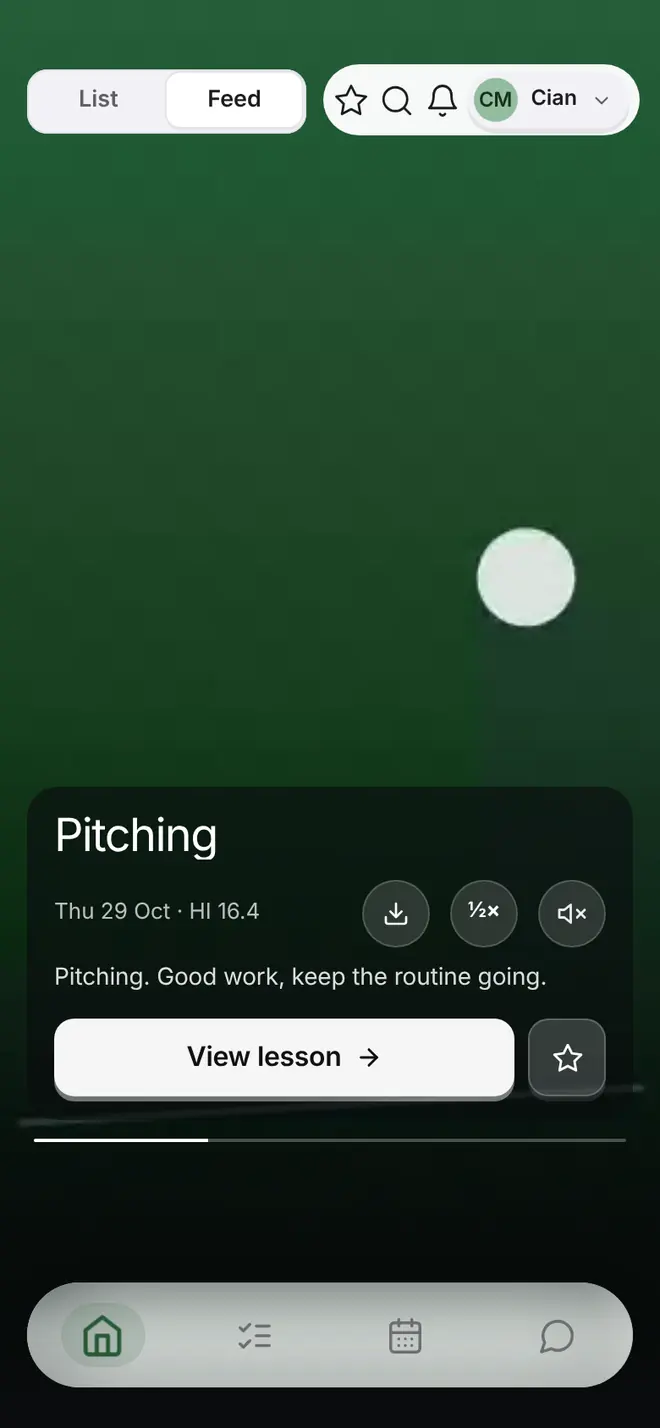 List
Feed
CM
Cian
Pitching
Thu 29 Oct · HI 16.4
½×
Pitching. Good work, keep the routine going.
View lesson →